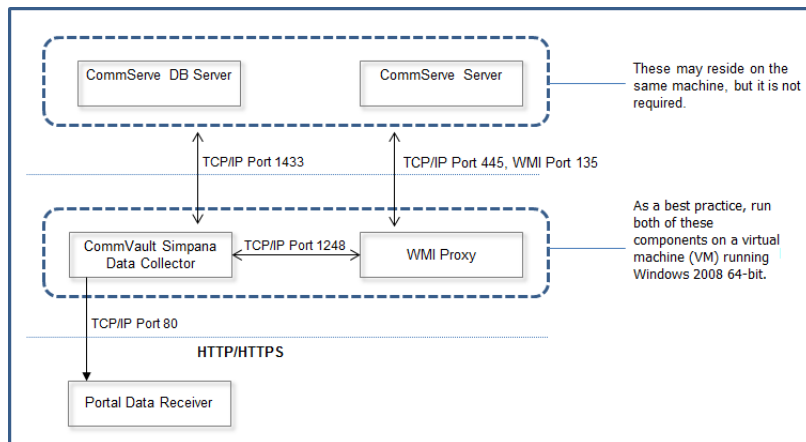 CommServe DB Server
CommServe Server
These may reside on the
same machine, but it is not
required.
TCP/IP Port 1433
TCP/IP Port 445, WMI Port 135
As a best practice, run
both of these
components on a virtual
machine (VM) running
Windows 2008 64-bit.
CommVault Simpana
Data Collector
TCP/IP Port 1248
WMI Proxy
TCP/IP Port 80
HTTP/HTTPS
Portal Data Receiver